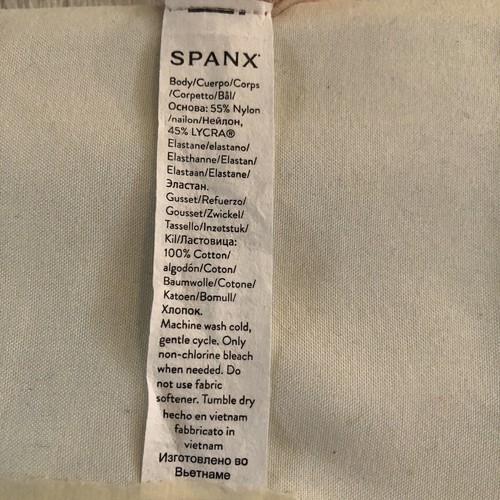 SPANX
Body/Cuerpo/Corps
/Corpetto/Bål/
Основа: 55% Nylon
/nailon/Нейлон,
45% LYCRA®
Elastane/elastano/
Elasthanne/Elastan/
Elastaan/Elastane/
Эластан.
Gusset/Refuerzo/
Gousset/Zwickel/
Tassello/Inzetstuk/
Kil/Ластовица:
100% Cotton/
algodón/Coton/
Baumwolle/Cotone/
Katoen/Bomull/
Хлопок.
Machine wash cold,
gentle cycle. Only
non-chlorine bleach
when needed. Do
not use fabric
softener. Tumble dry
hecho en vietnam
fabbricato in
vietnam
Изготовлено во
Вьетнаме